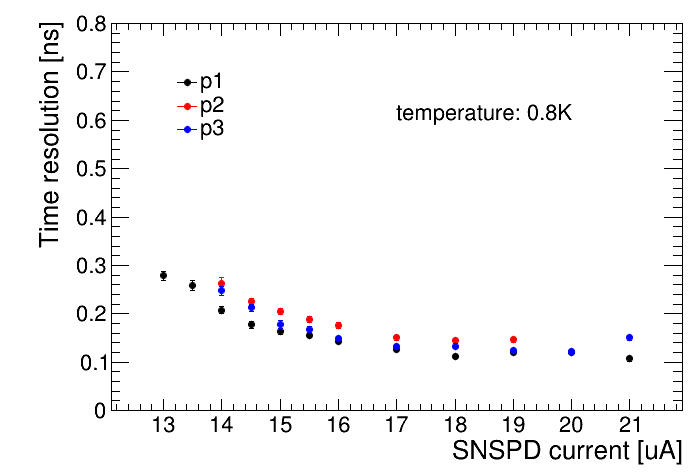 Time resolution [ns]
0.8
0.7
0.6
0.5
0.4
0.3
0.2
0.1
0
p1
p2
p3
temperature: 0.8K
13 14 15 16 17 18 19 20 21
SNSPD current [uA]